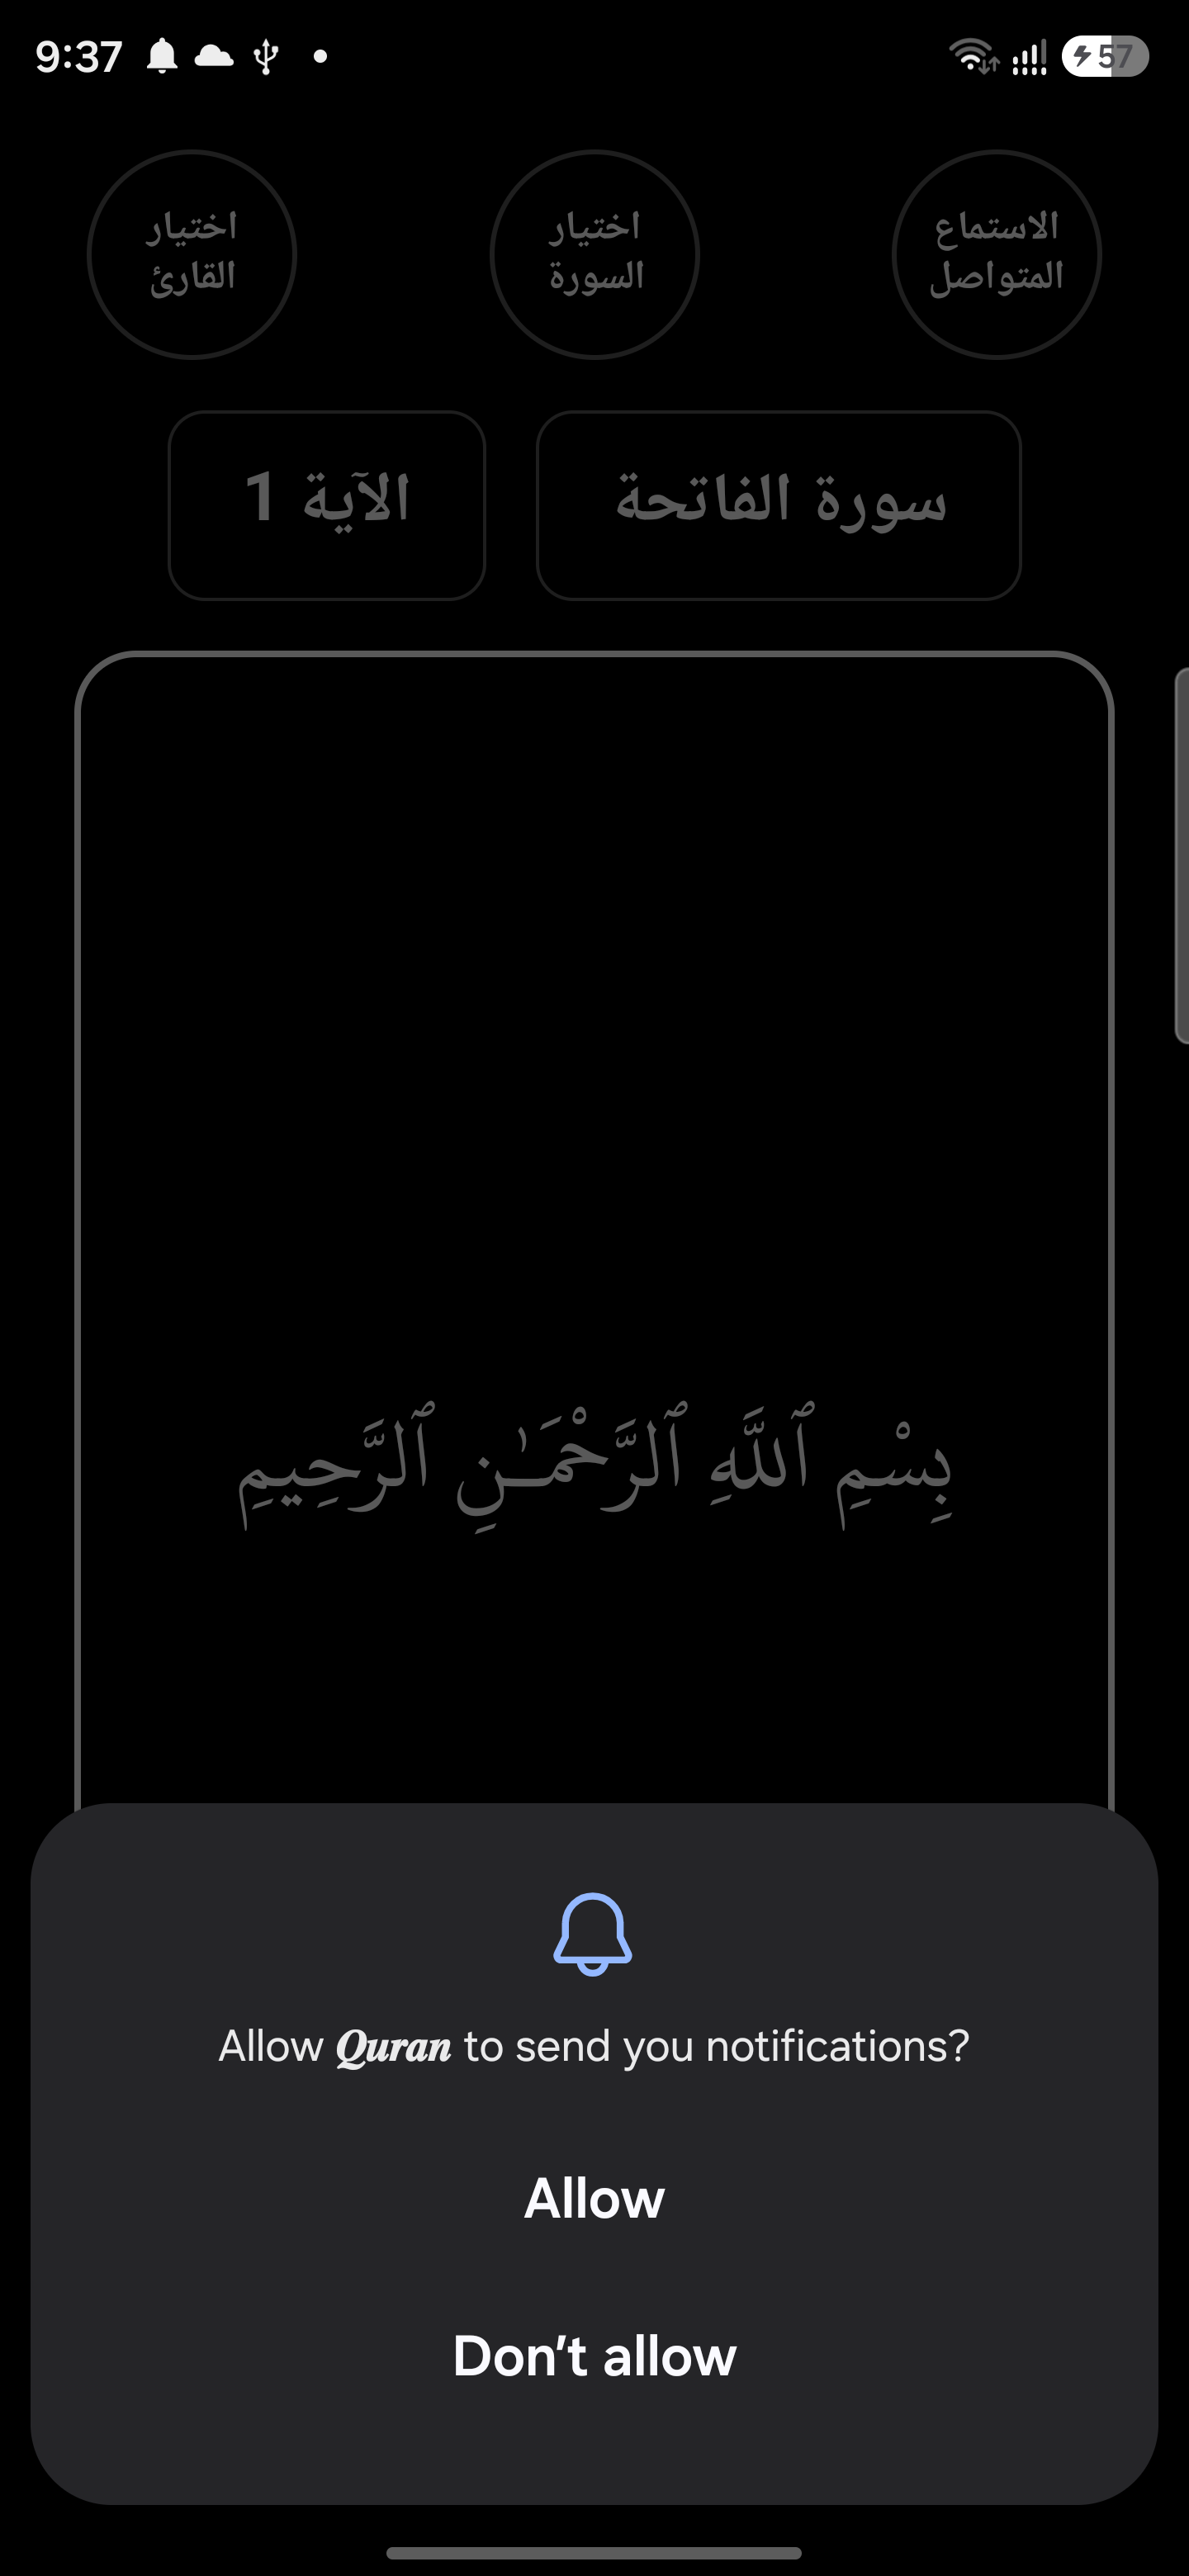 9:37
57
الاستماع
المتواصل
اختيار
السورة
اختيار
القارئ
سورة الفاتحة
الآية 1
بِسْمِ ٱللَّهِ ٱلرَّحْمَـٰنِ ٱلرَّحِيمِ
Allow Quran to send you notifications?
Allow
Don't allow